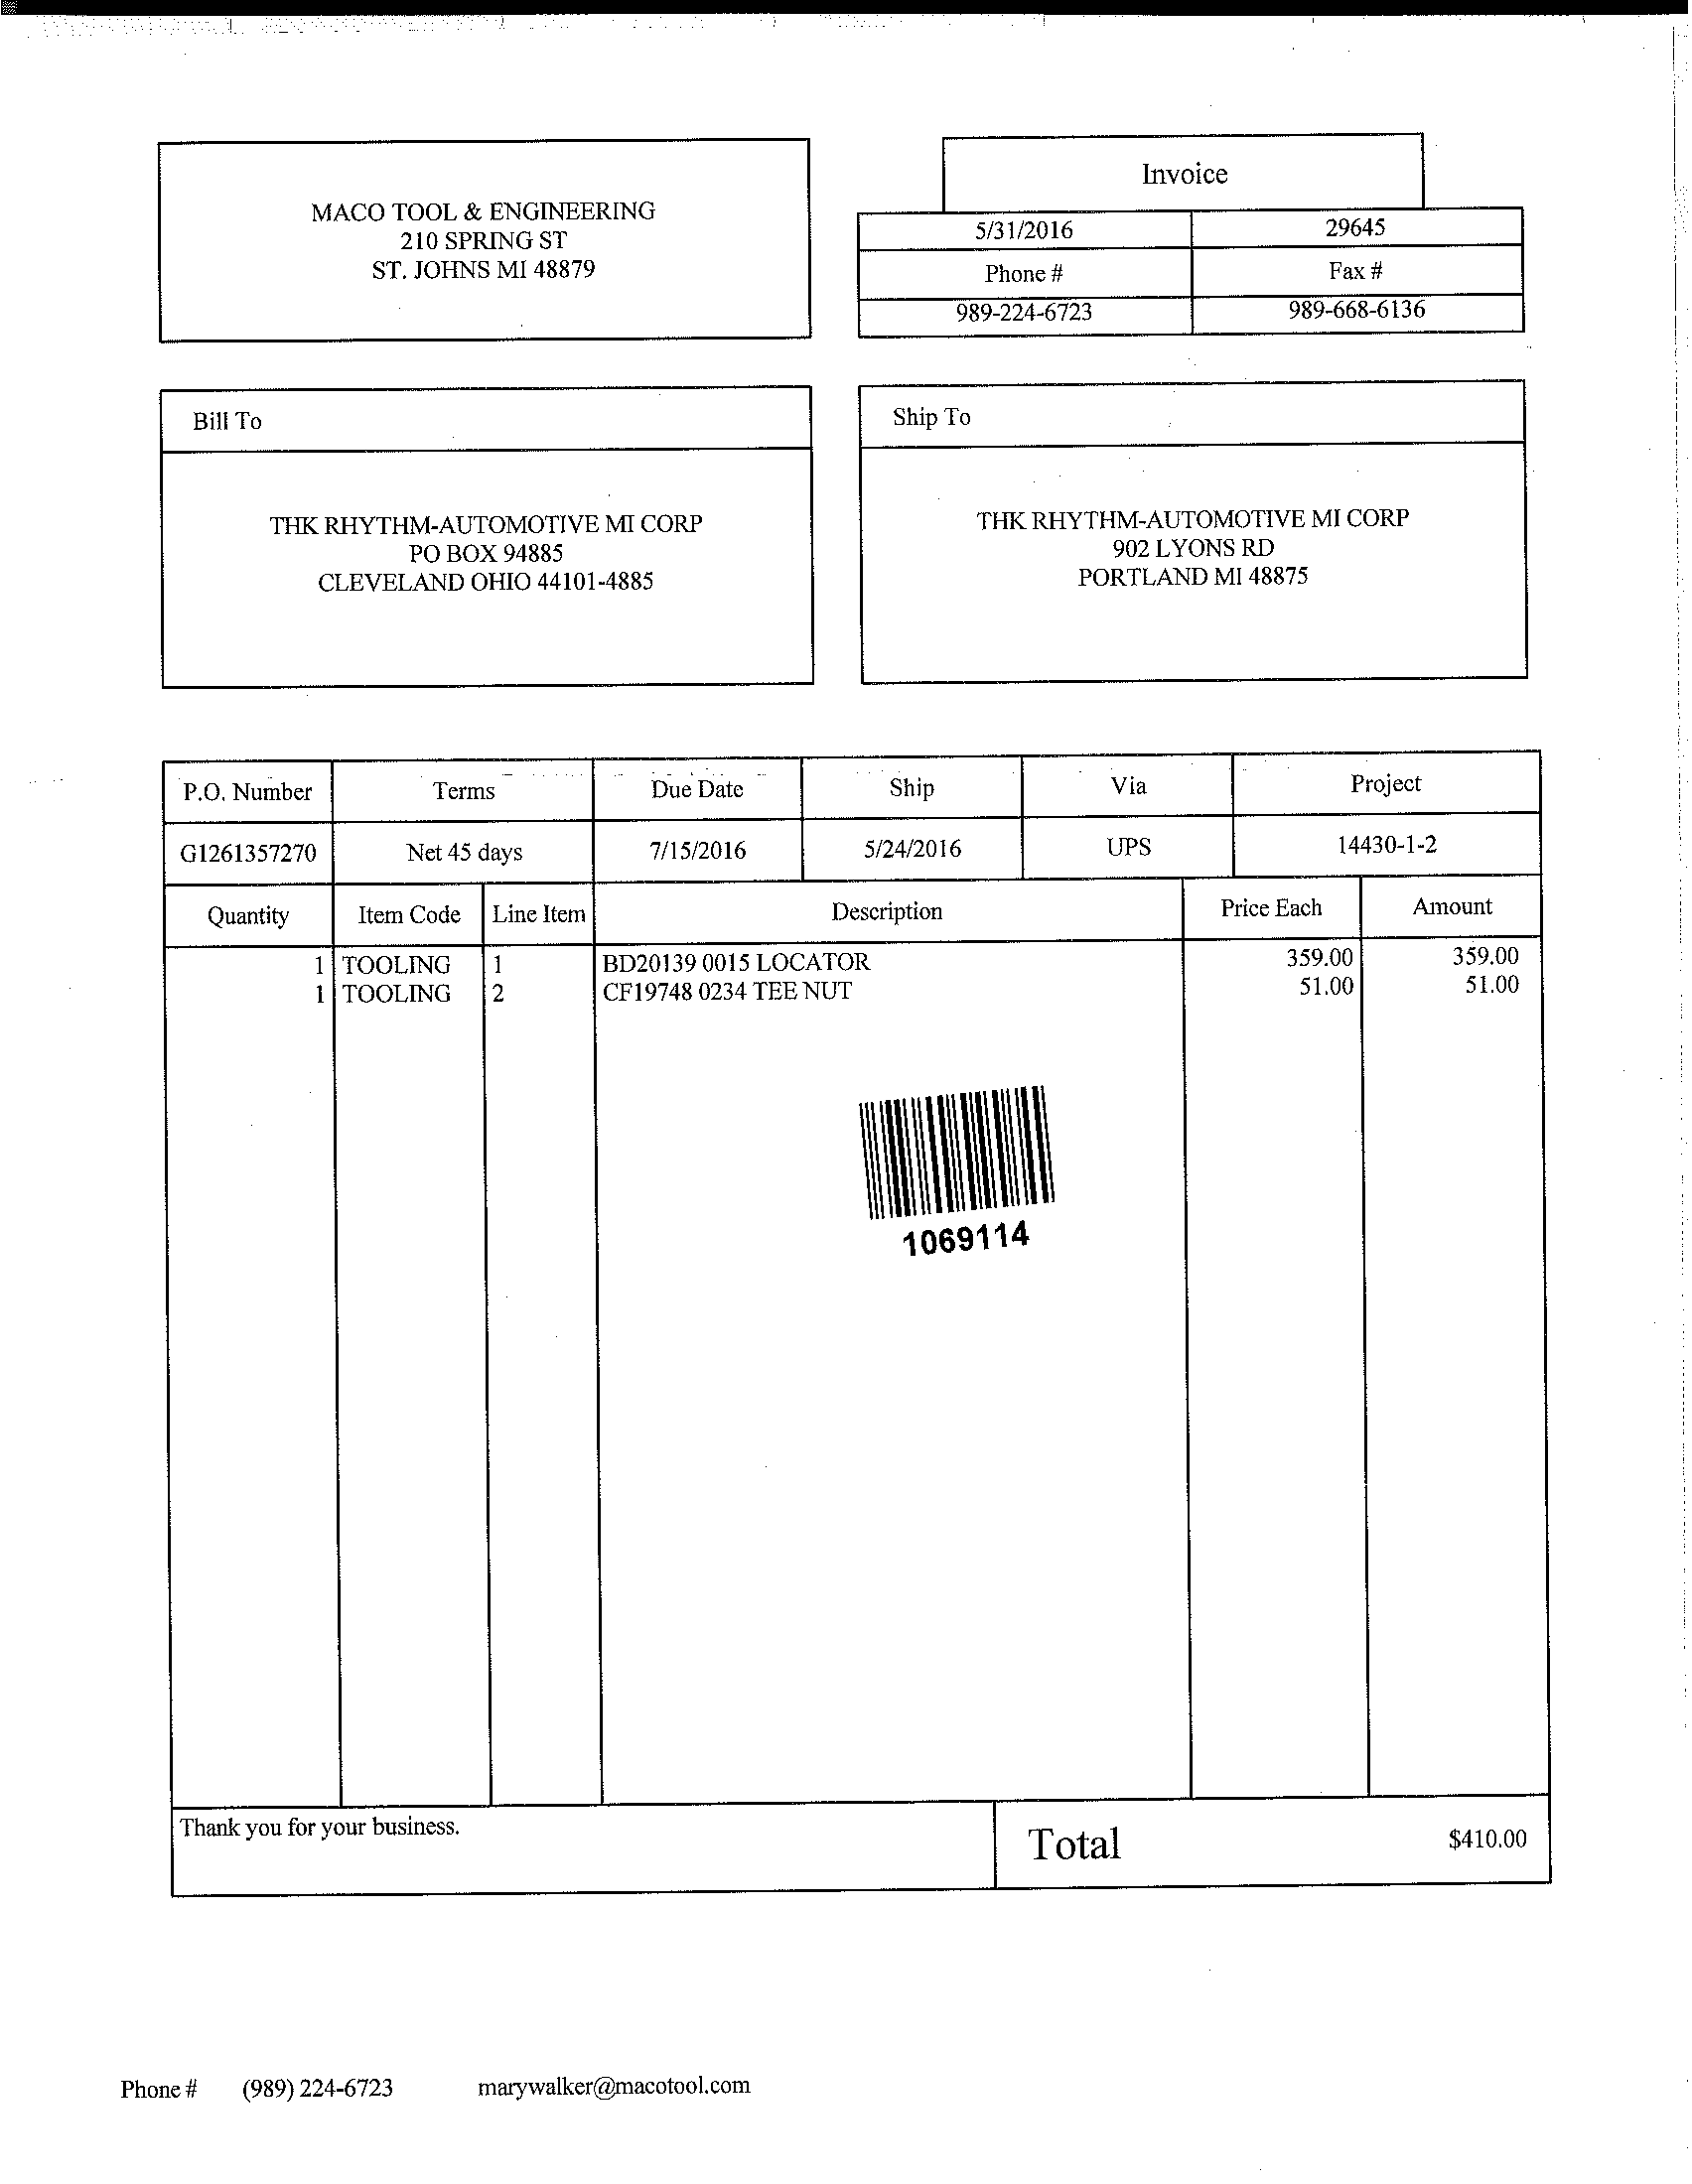 Invoice
MACO TOOL & ENGINEERING
210 SPRING ST
ST. JOHNS MI 48879
5/31/2016 29645
Phone # Fax #
989-224-6723 989-668-6136
Bill To
THK RHYTHM-AUTOMOTIVE MI CORP
PO BOX 94885
CLEVELAND OHIO 44101-4885
Ship To
THK RHYTHM-AUTOMOTIVE MI CORP
902 LYONS RD
PORTLAND MI 48875
P.O. Number Terms Due Date Ship Via Project
G1261357270 Net 45 days 7/15/2016 5/24/2016 UPS 14430-1-2
Quantity Item Code Line Item Description Price Each Amount
1 TOOLING 1 BD20139 0015 LOCATOR 359.00 359.00
1 TOOLING 2 CF19748 0234 TEE NUT 51.00 51.00
1069114
Thank you for your business.
Total $410.00
Phone # (989) 224-6723 marywalker@macotool.com